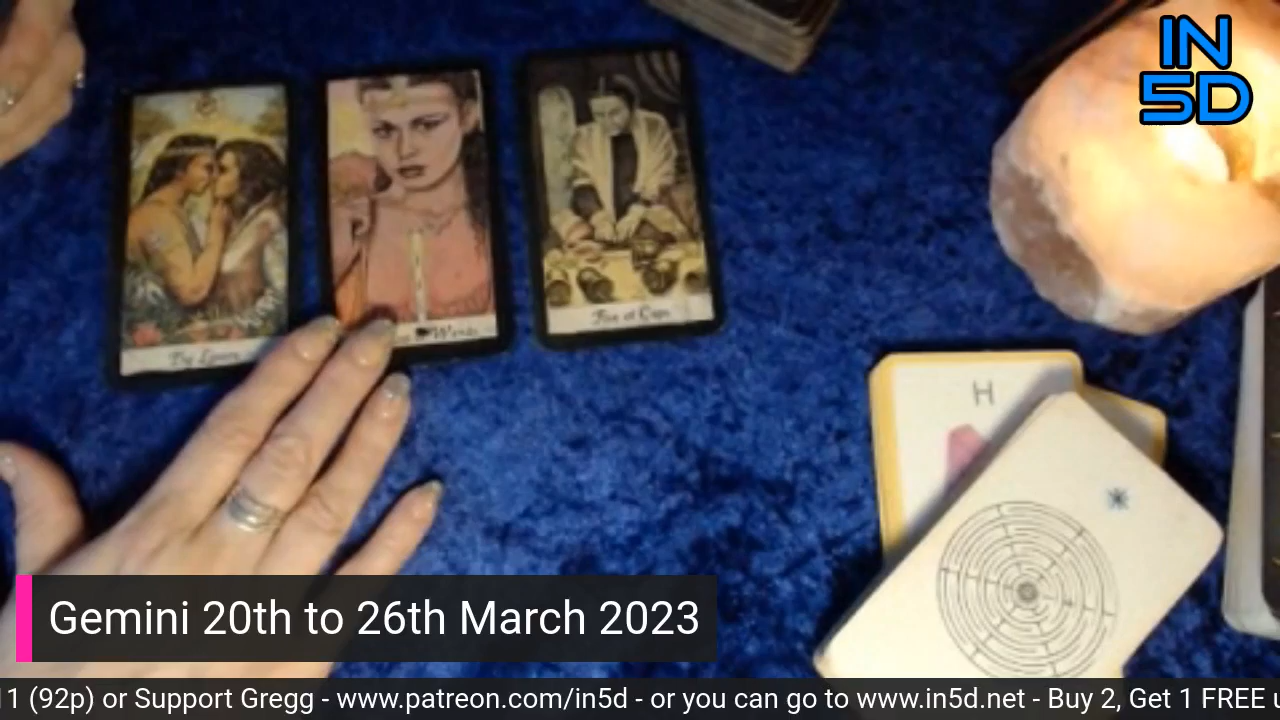 IN
5D
The Lovers
Wands
Five of Cups
H
Gemini 20th to 26th March 2023
11 (92p) or Support Gregg - www.patreon.com/in5d - or you can go to www.in5d.net - Buy 2, Get 1 FREE